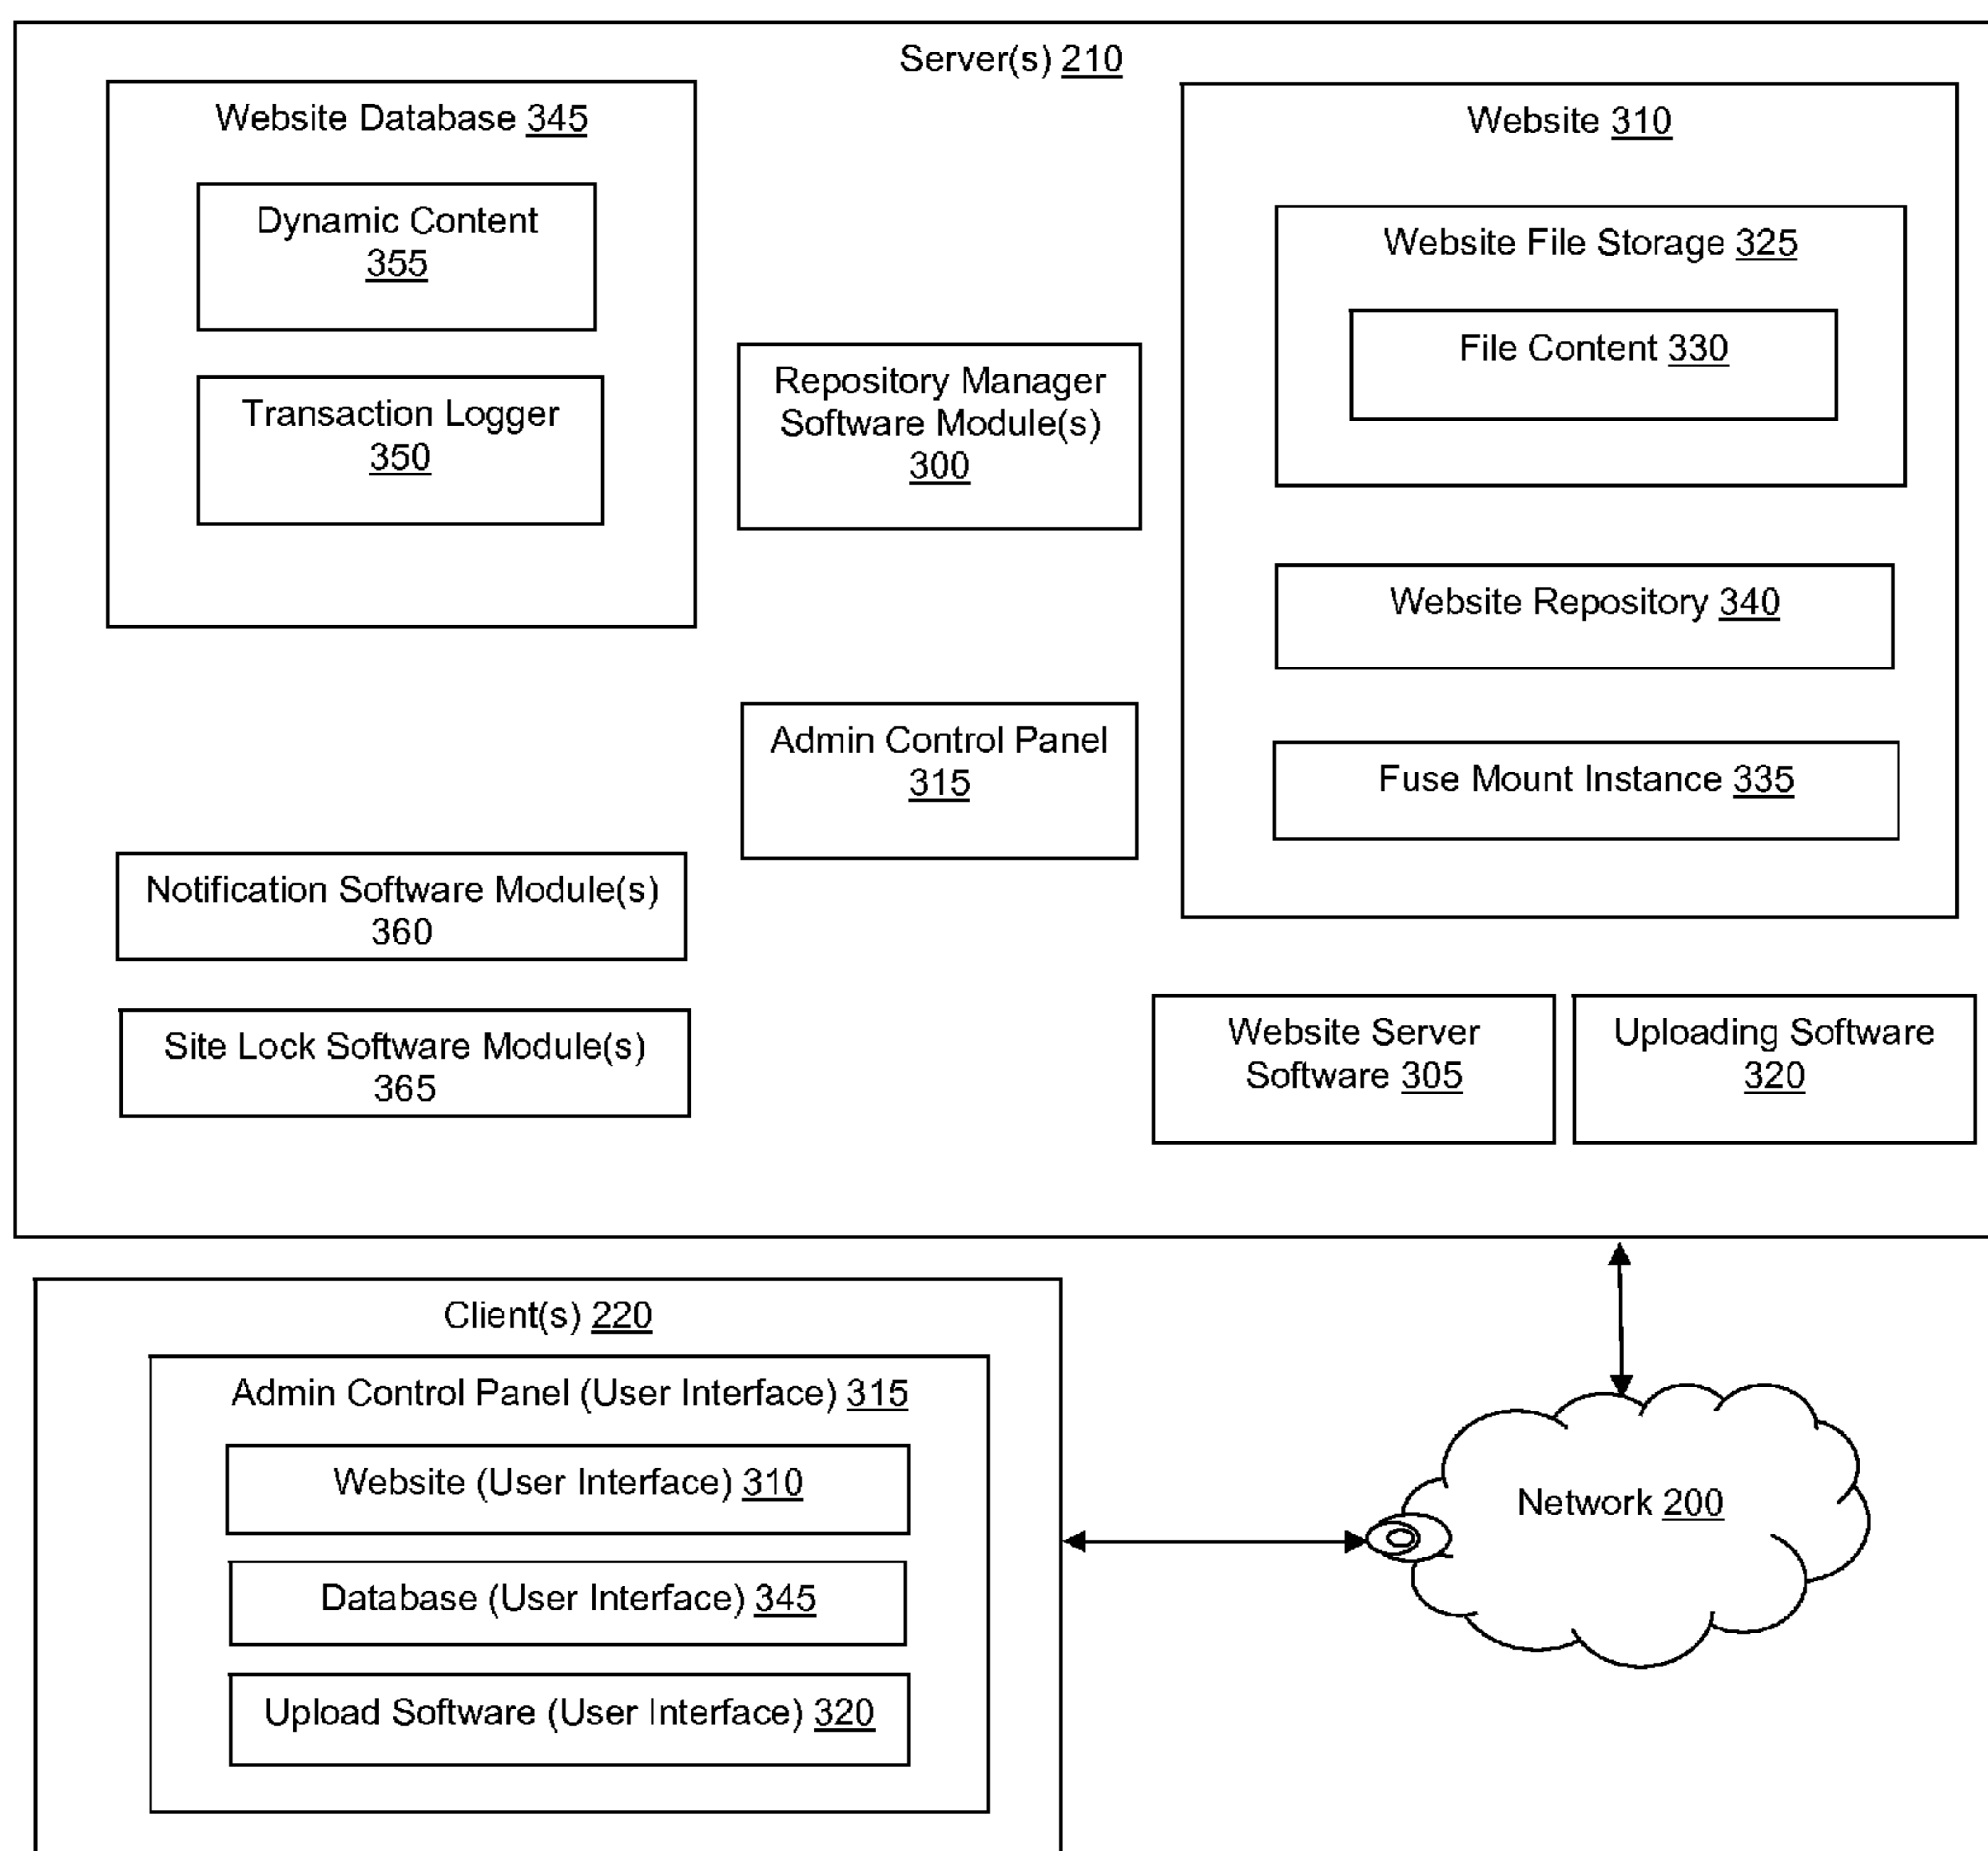 Server(s) 210
Website Database 345
Dynamic Content
355
Transaction Logger
350
Repository Manager
Software Module(s)
300
Admin Control Panel
315
Website 310
Website File Storage 325
File Content 330
Website Repository 340
Fuse Mount Instance 335
Notification Software Module(s)
360
Site Lock Software Module(s)
365
Website Server
Software 305
Uploading Software
320
Client(s) 220
Admin Control Panel (User Interface) 315
Website (User Interface) 310
Database (User Interface) 345
Upload Software (User Interface) 320
Network 200